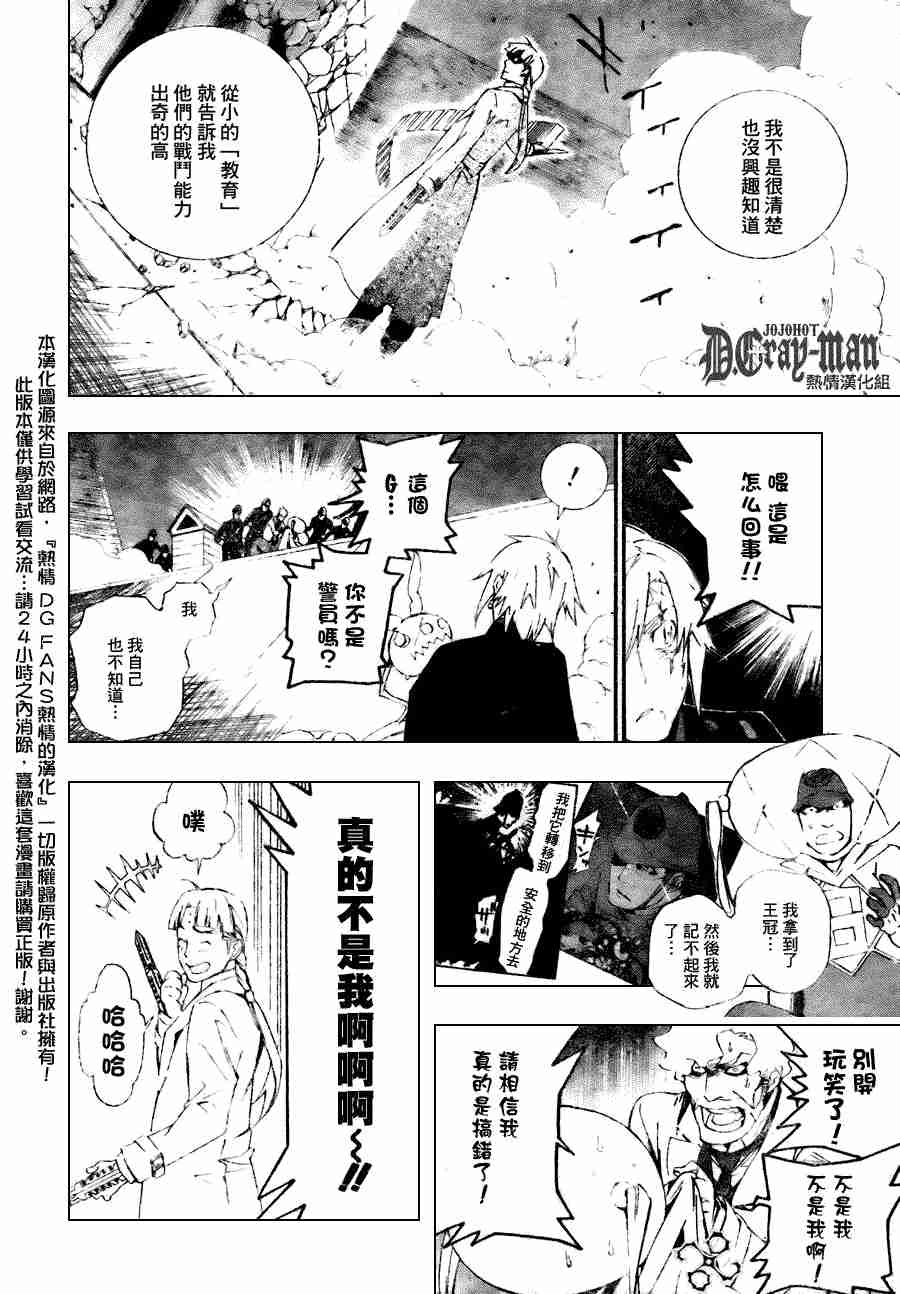 我不是很清楚
也沒興趣知道
從小的「教育」
就告訴我
他們的戰鬥能力
出奇的高
JOJOHOT
D.Gray-man
熱情漢化組
喂 這是
怎么回事!!
!
這個
G…
你不是
警員嗎?
我
我自己
也不知道…
我拿到了
王冠…
然後我就
記不起來
了…
我把它轉移到
安全的地方去
別開
玩笑了!
不是我
不是我啊!
請相信我
真的是搞錯了!
真的不是我啊啊啊~!!
噗
哈哈哈
本漢化圖源來自於網路,『熱情DG FANS熱情的漢化』一切版權歸原作者與出版社擁有!
此版本僅供學習試看交流…請24小時之內消除,喜歡這套漫畫請購買正版!謝謝。